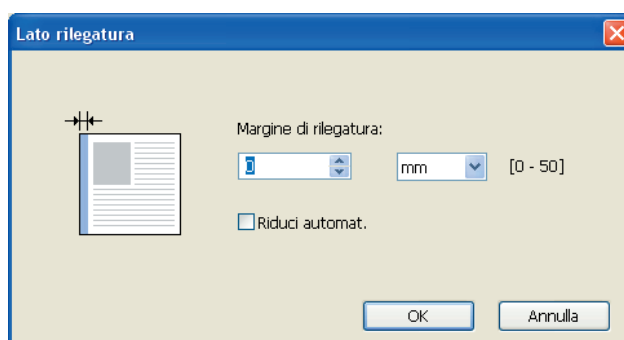 Lato rilegatura
Margine di rilegatura:
0 mm [0 - 50]
Riduci automat.
OK Annulla